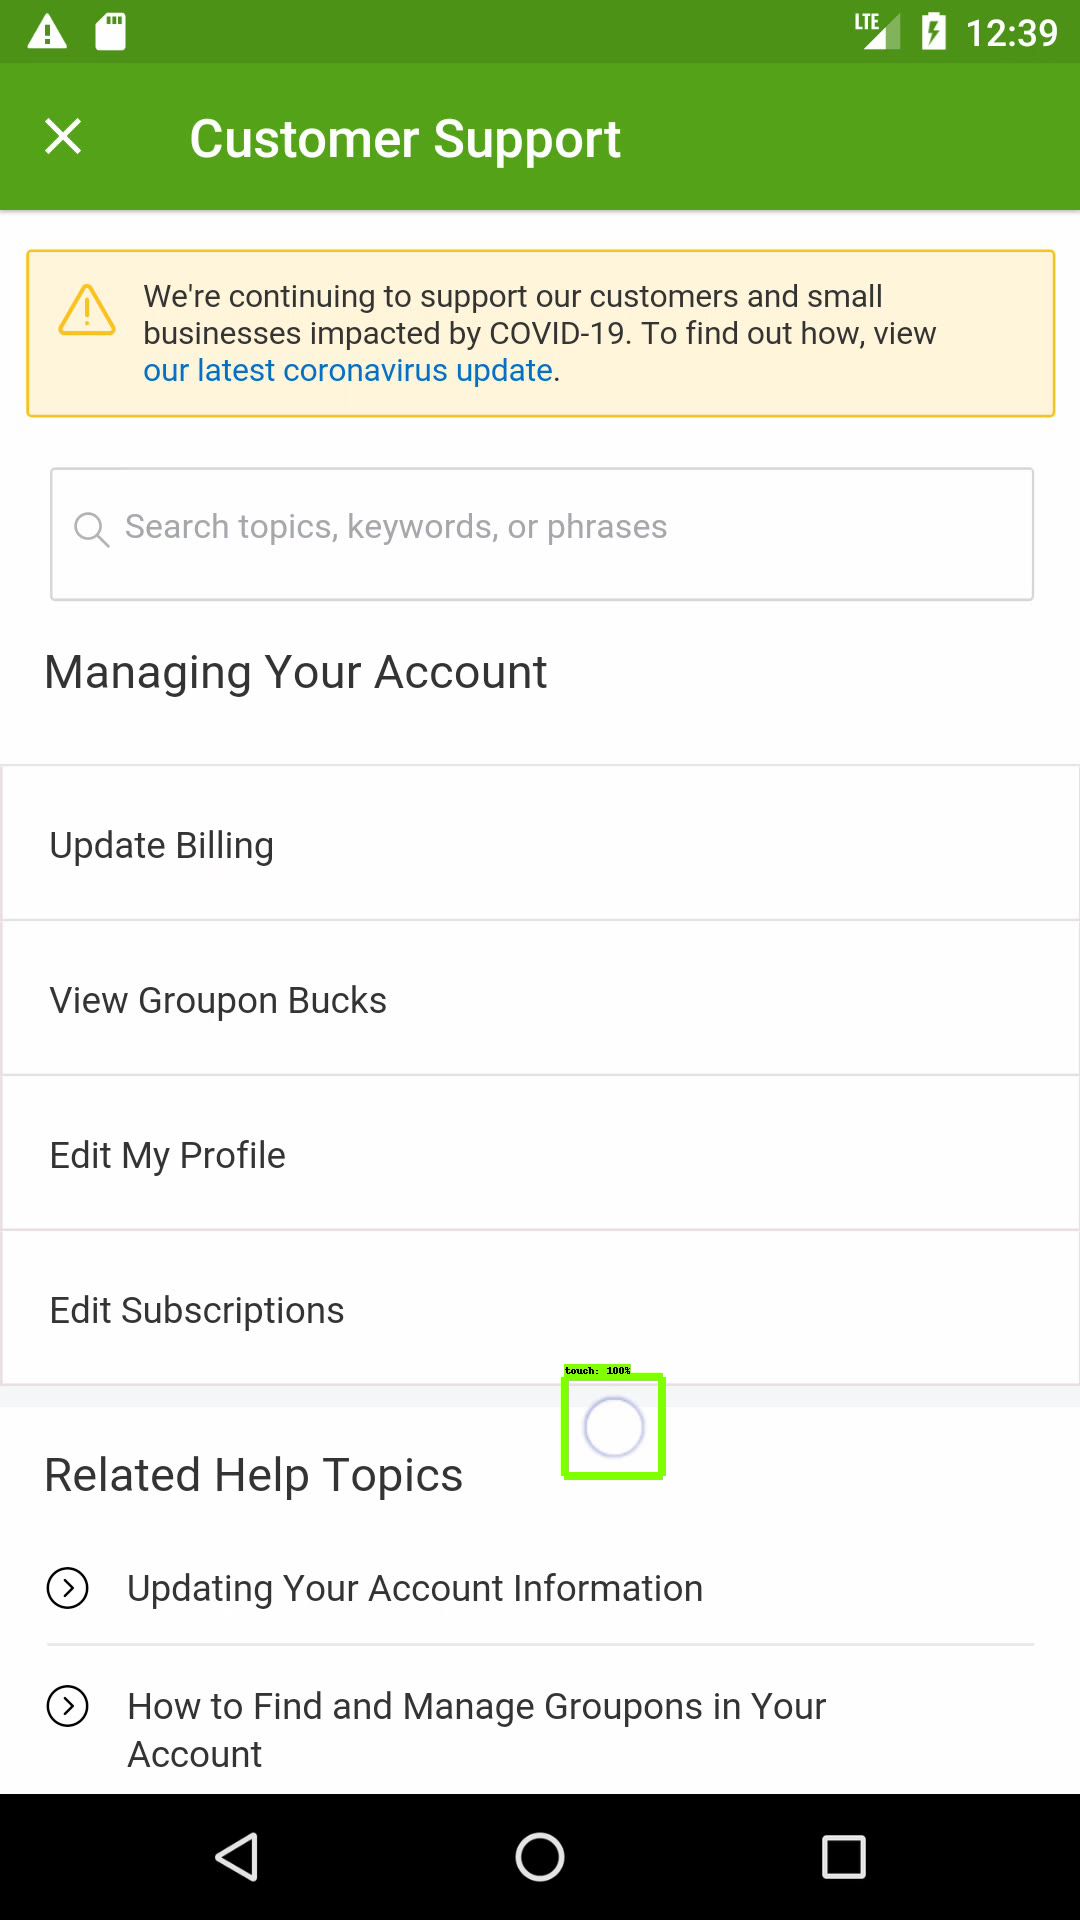 LTE 12:39
Customer Support
We're continuing to support our customers and small
businesses impacted by COVID-19. To find out how, view
our latest coronavirus update.
Search topics, keywords, or phrases
Managing Your Account
Update Billing
View Groupon Bucks
Edit My Profile
Edit Subscriptions
touch: 100%
Related Help Topics
Updating Your Account Information
How to Find and Manage Groupons in Your
Account